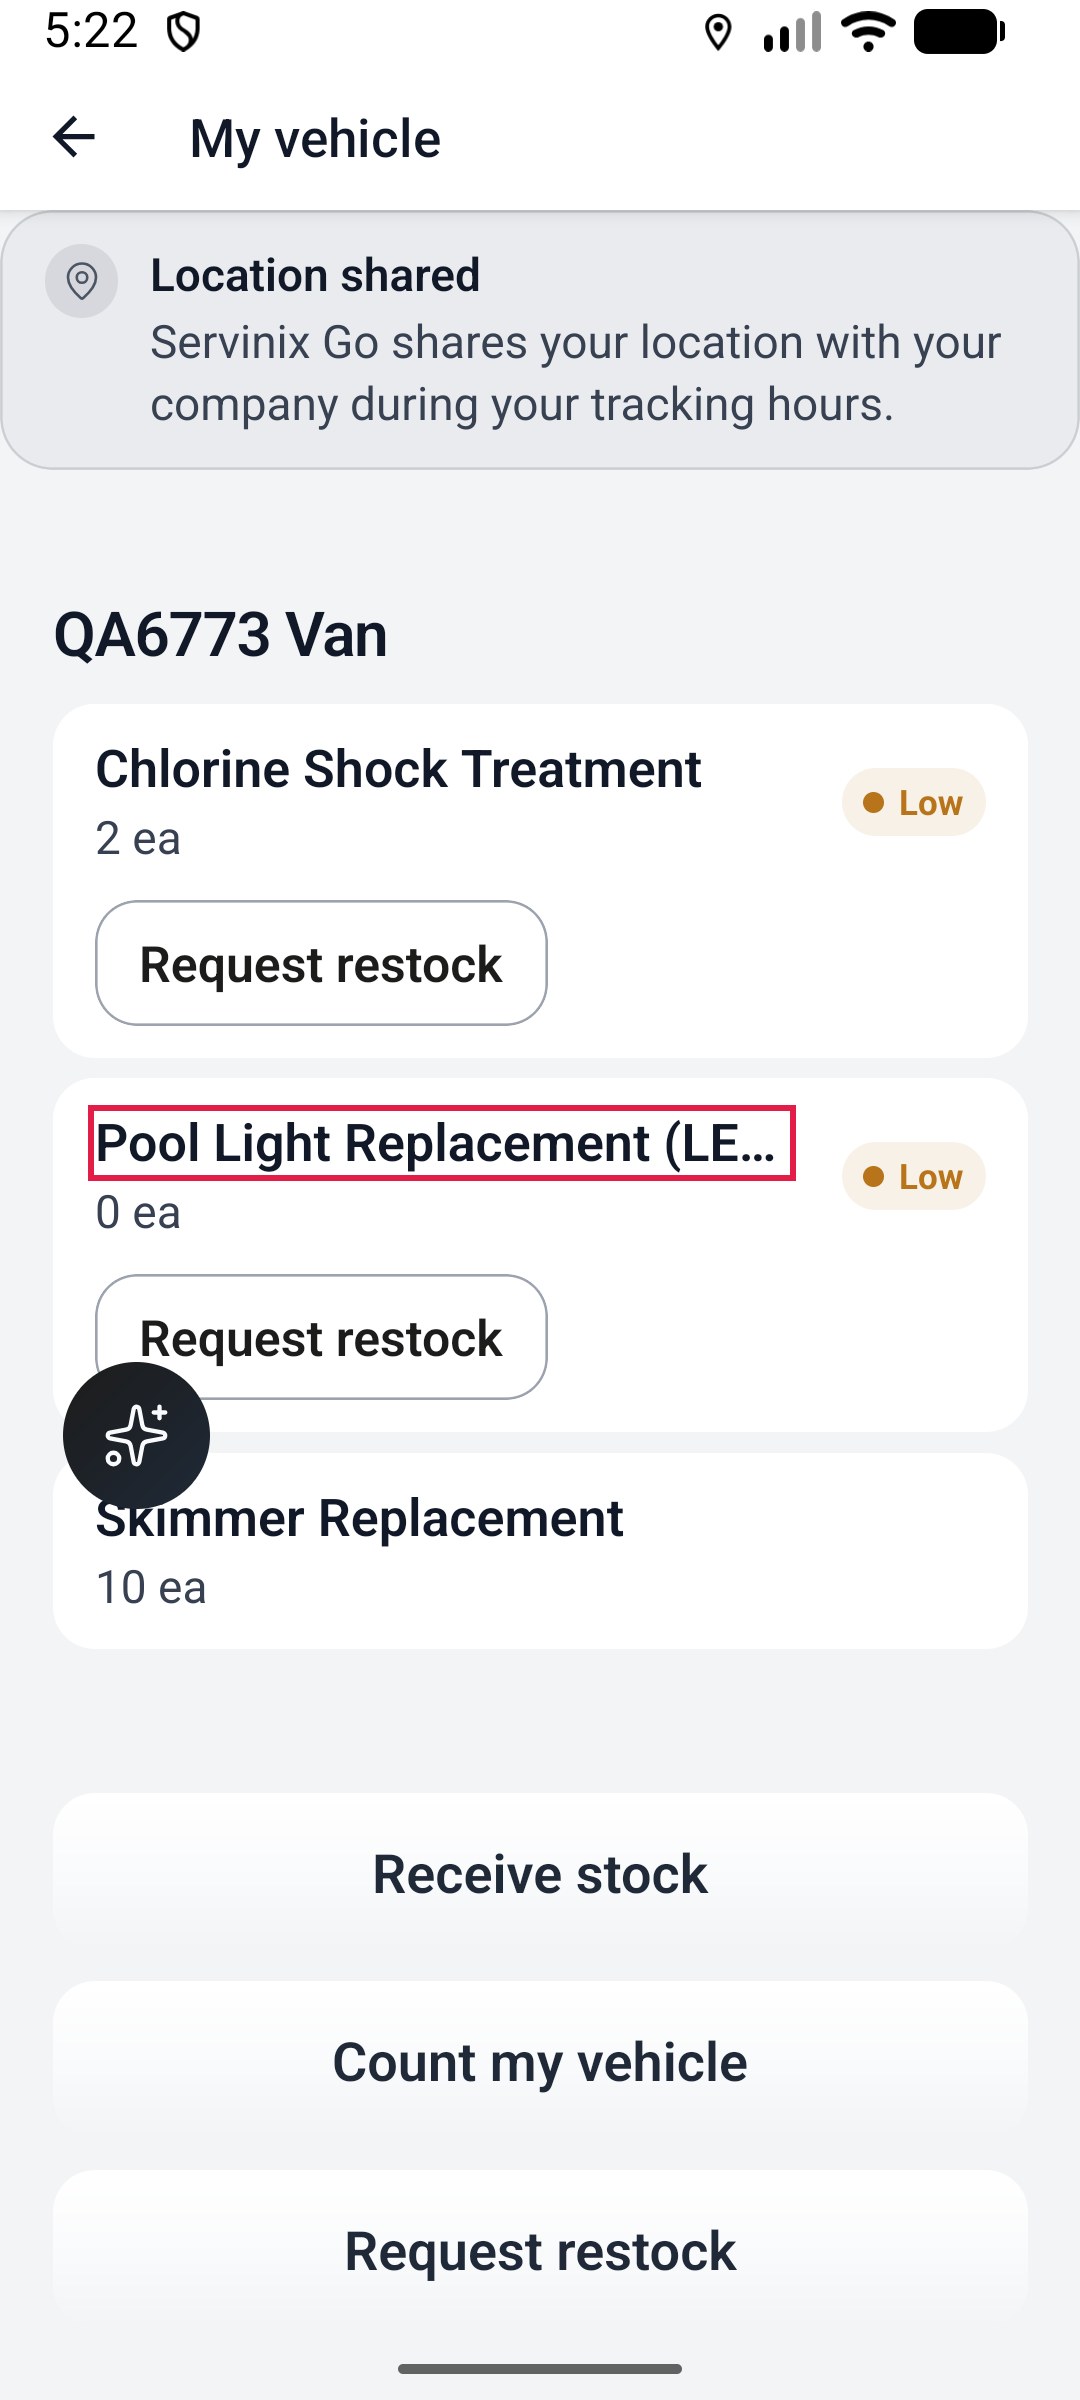 5:22
My vehicle
Location shared
Servinix Go shares your location with your
company during your tracking hours.
QA6773 Van
Chlorine Shock Treatment
2 ea
Low
Request restock
Pool Light Replacement (LE...
0 ea
Low
Request restock
Skimmer Replacement
10 ea
Receive stock
Count my vehicle
Request restock